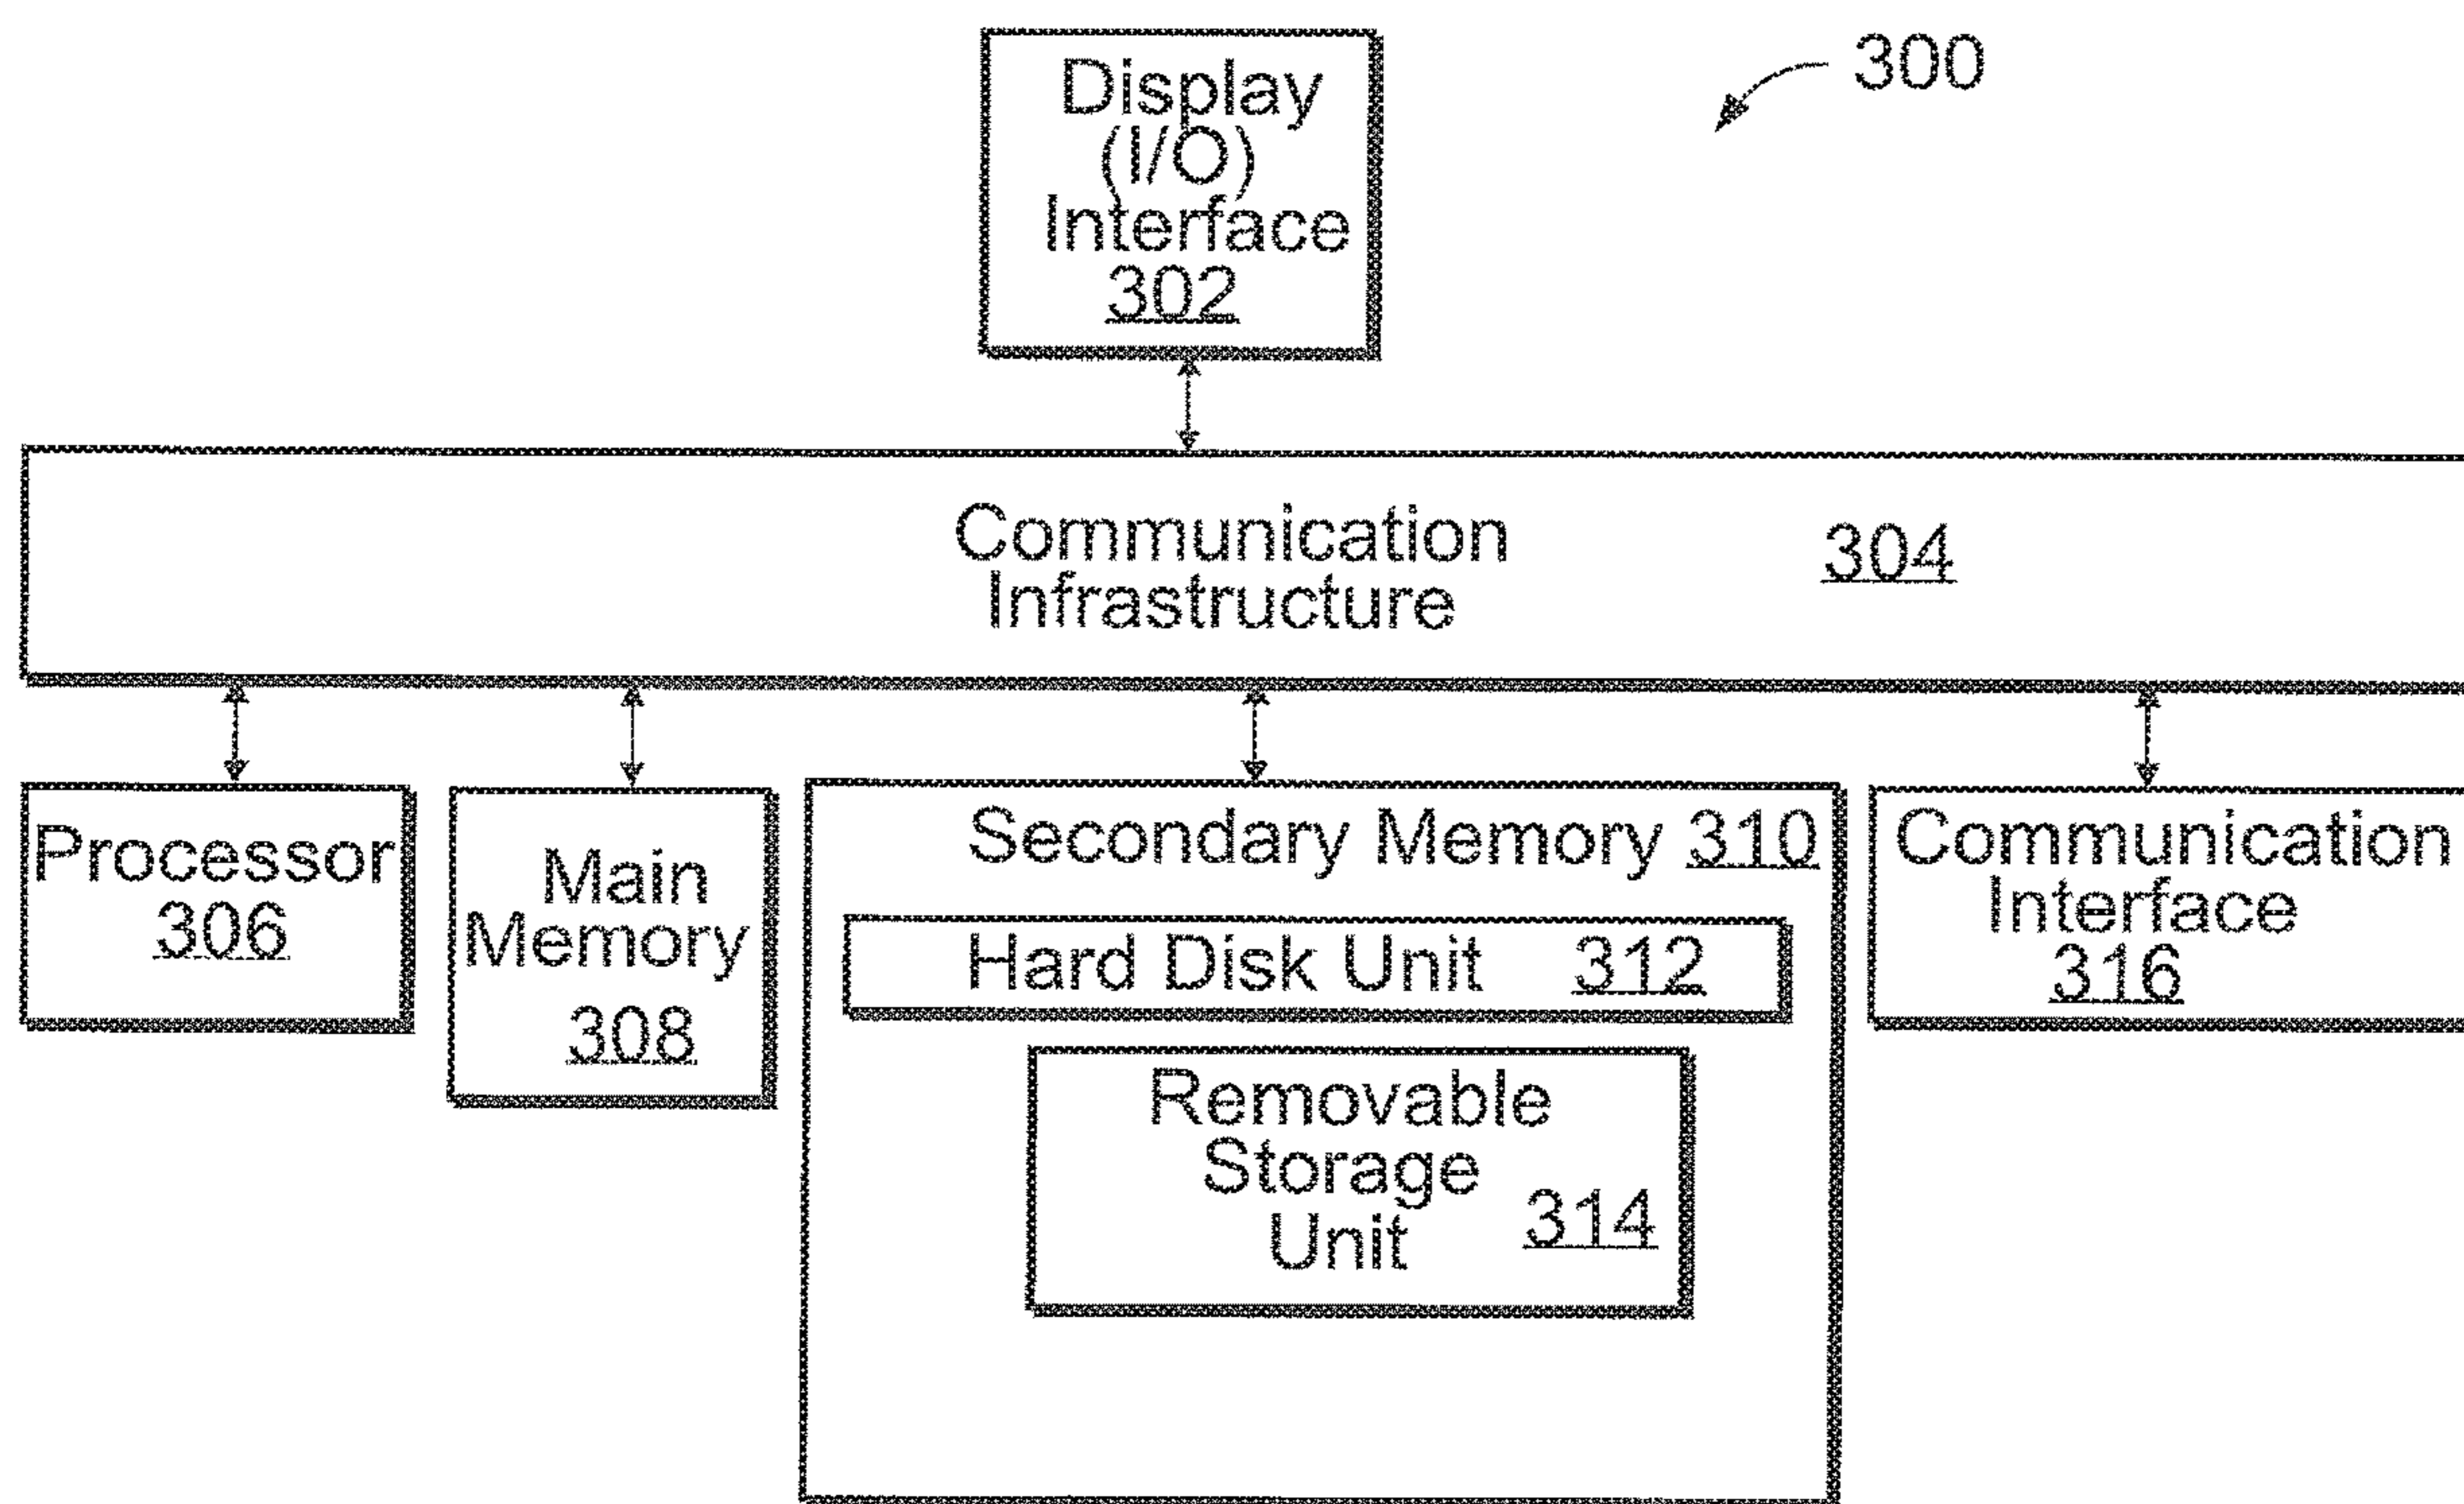 300
Display
(I/O)
Interface
302
Communication
Infrastructure
304
Processor
306
Main
Memory
308
Secondary Memory 310
Hard Disk Unit 312
Removable
Storage
Unit
314
Communication
Interface
316